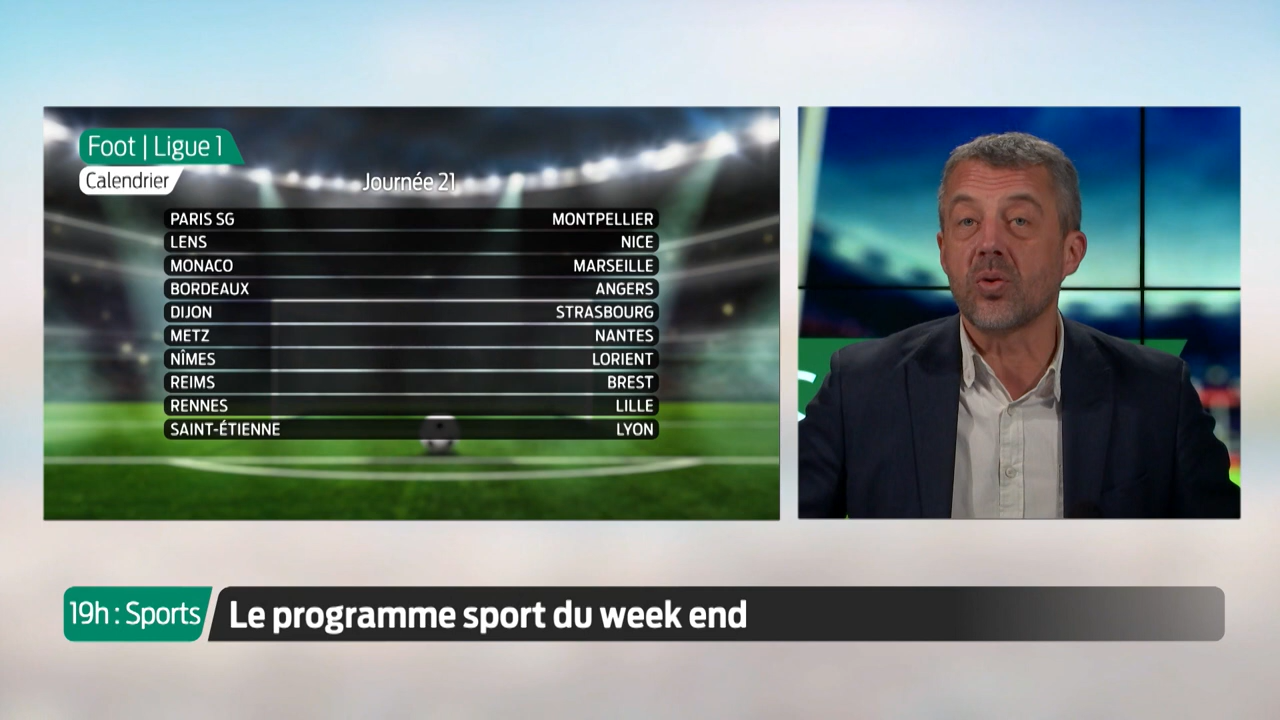 Foot | Ligue 1
Calendrier
Journée 21
PARIS SG MONTPELLIER
LENS NICE
MONACO MARSEILLE
BORDEAUX ANGERS
DIJON STRASBOURG
METZ NANTES
NÎMES LORIENT
REIMS BREST
RENNES LILLE
SAINT-ÉTIENNE LYON
19h : Sports Le programme sport du week end